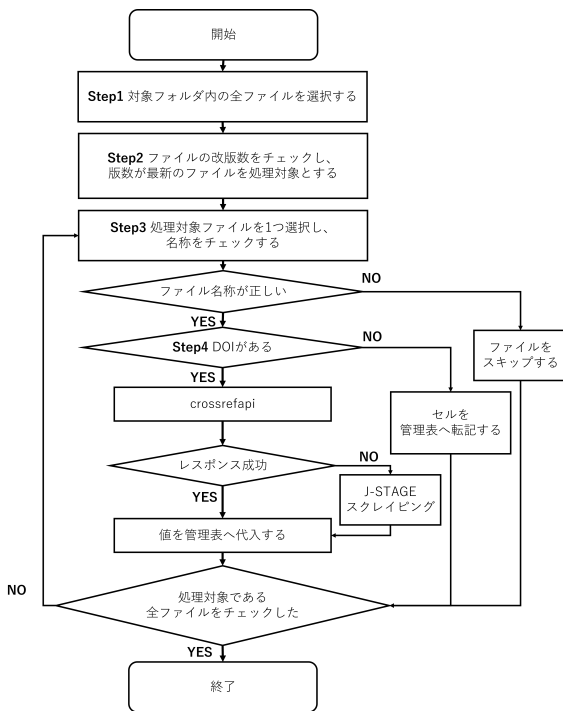 開始
Step1 対象フォルダ内の全ファイルを選択する
Step2 ファイルの改版数をチェックし、
版数が最新のファイルを処理対象とする
Step3 処理対象ファイルを1つ選択し、
名称をチェックする
ファイル名称が正しい
NO
YES
ファイルを
スキップする
Step4 DOIがある
NO
YES
crossrefapi
セルを
管理表へ転記する
レスポンス成功
NO
YES
J-STAGE
スクレイピング
値を管理表へ代入する
NO
処理対象である
全ファイルをチェックした
YES
終了